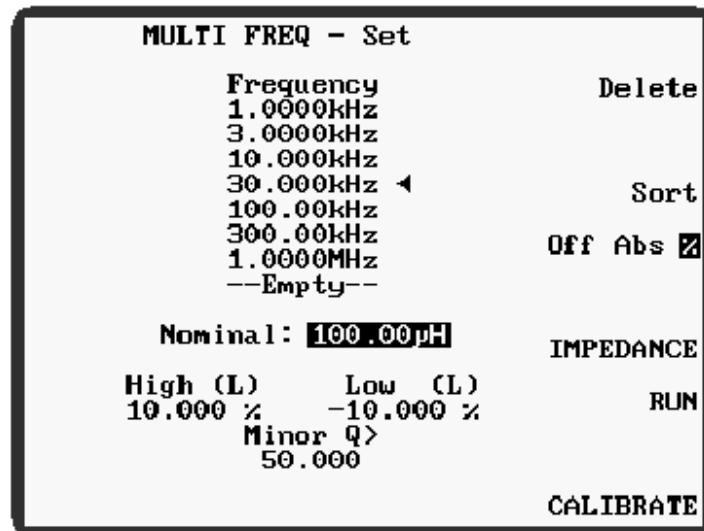 MULTI FREQ - Set
Frequency
1.0000kHz
3.0000kHz
10.000kHz
30.000kHz
100.00kHz
300.00kHz
1.0000MHz
--Empty--
Nominal: 100.00µH
High (L) Low (L)
10.000 % -10.000 %
Minor Q>
50.000
Delete
Sort
Off Abs %
IMPEDANCE
RUN
CALIBRATE